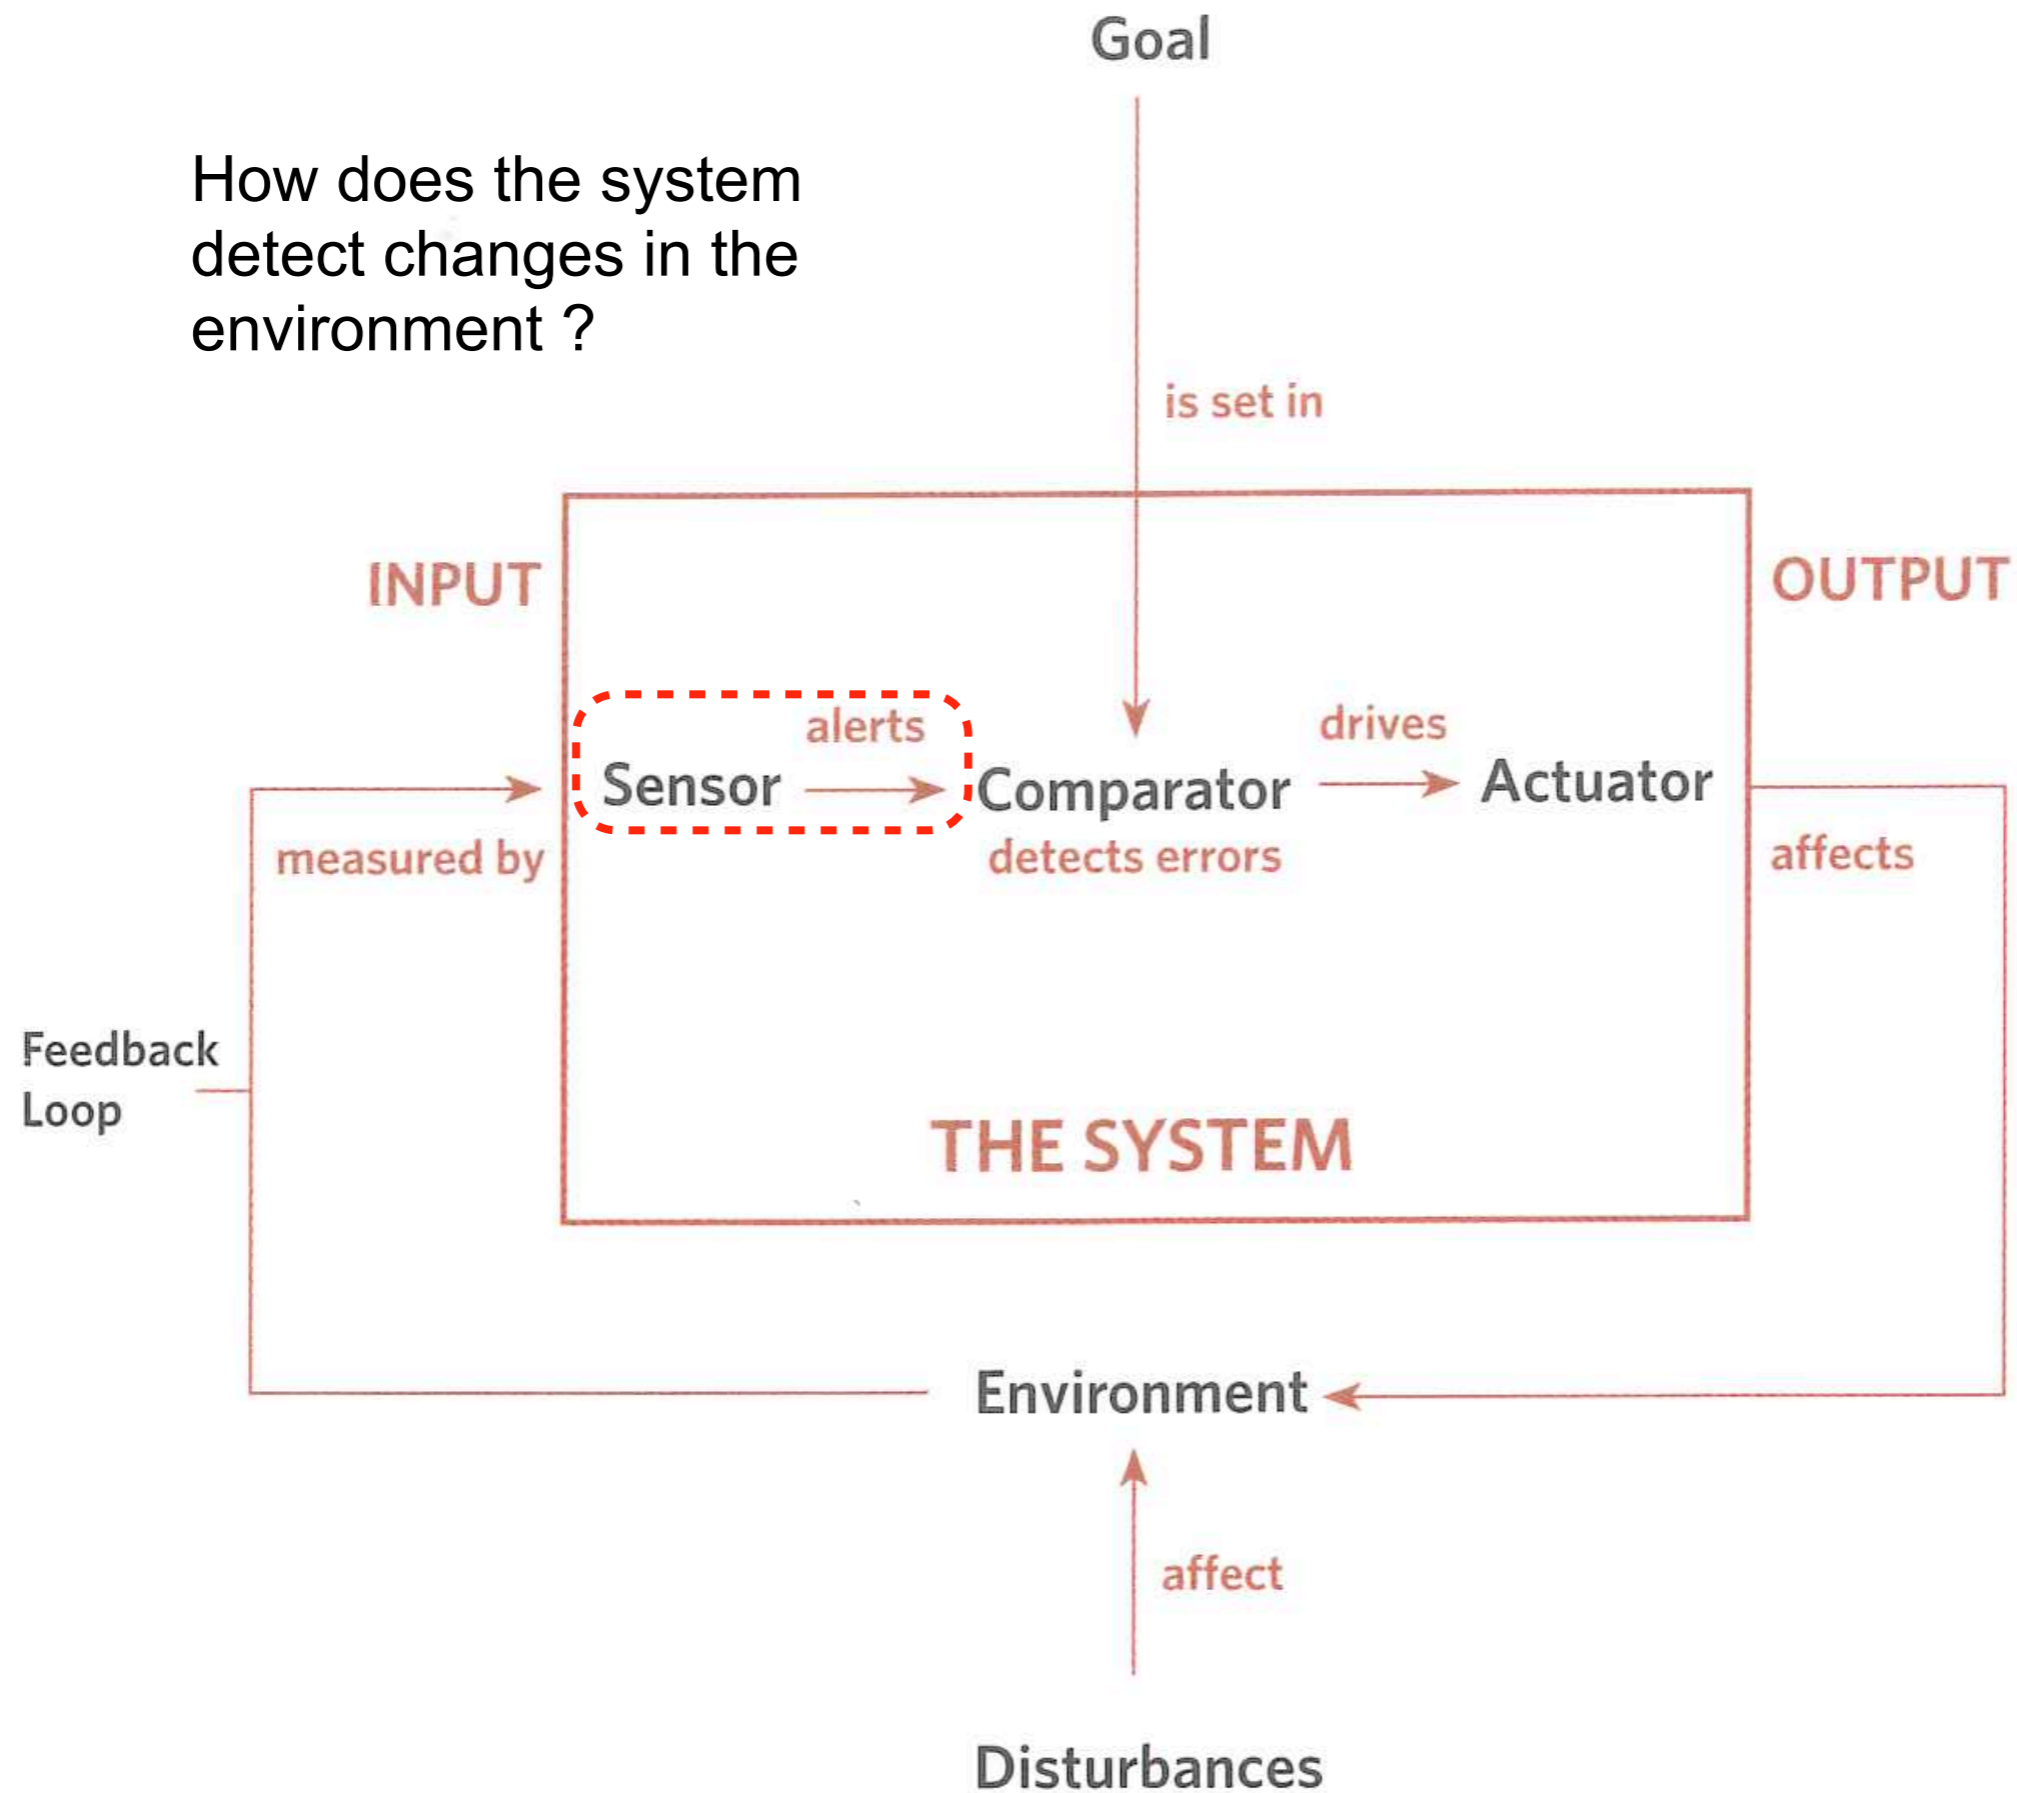 Goal
How does the system
detect changes in the
environment ?
is set in
INPUT
OUTPUT
alerts
drives
Sensor
Comparator
Actuator
measured by
detects errors
affects
Feedback
Loop
THE SYSTEM
Environment
affect
Disturbances